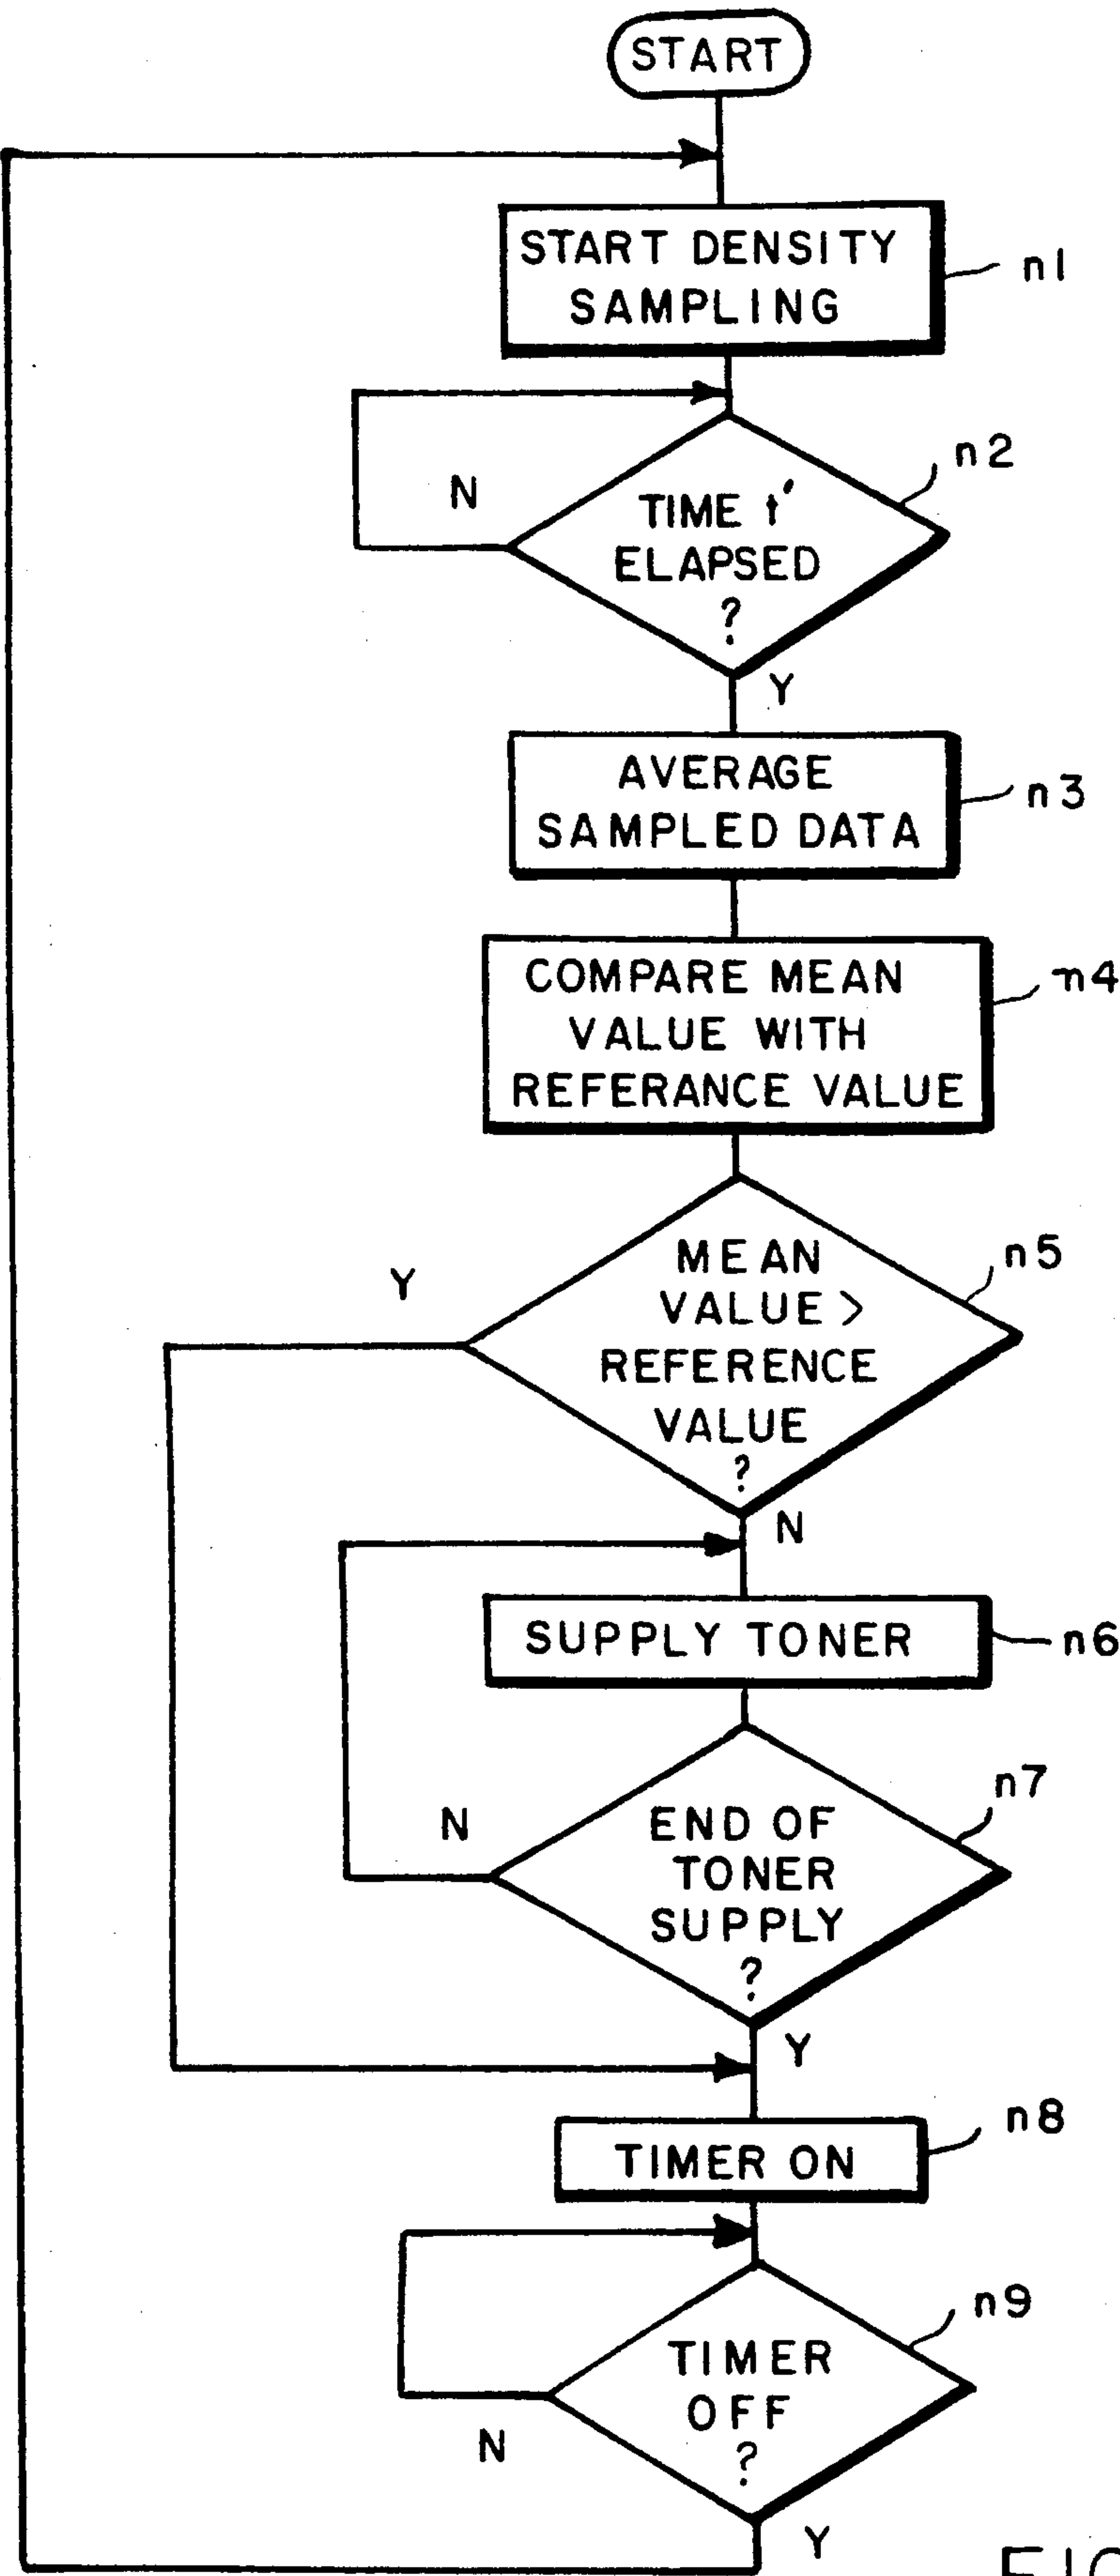 START
START DENSITY
SAMPLING
n1
n2
N
TIME t'
ELAPSED
?
Y
AVERAGE
SAMPLED DATA
n3
COMPARE MEAN
VALUE WITH
REFERANCE VALUE
n4
n5
Y
MEAN
VALUE >
REFERENCE
VALUE
?
N
SUPPLY TONER
n6
n7
N
END OF
TONER
SUPPLY
?
Y
n8
TIMER ON
n9
TIMER
OFF
?
N
Y